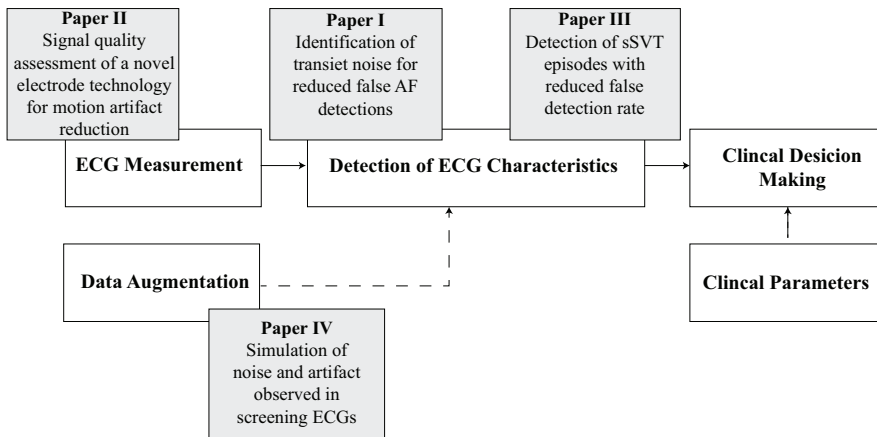 Paper II
Signal quality
assessment of a novel
electrode technology
for motion artifact
reduction
Paper I
Identification of
transiet noise for
reduced false AF
detections
Paper III
Detection of sSVT
episodes with
reduced false
detection rate
ECG Measurement
Detection of ECG Characteristics
Clincal Desicion
Making
Data Augmentation
Clincal Parameters
Paper IV
Simulation of
noise and artifact
observed in
screening ECGs